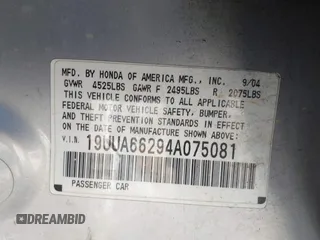 MFD. BY HONDA OF AMERICA MFG., INC. 9/04
GVWR 4525LBS GAWR F 2495LBS R 2075LBS
THIS VEHICLE CONFORMS TO ALL APPLICABLE
FEDERAL MOTOR VEHICLE SAFETY, BUMPER,
AND THEFT PREVENTION STANDARDS IN EFFECT
ON THE DATE OF MANUFACTURE SHOWN ABOVE.
V.I.N. 19UUA66294A075081
PASSENGER CAR
DREAMBID